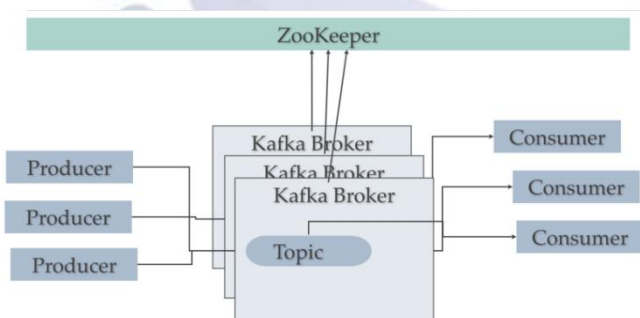 ZooKeeper
Kafka Broker
Kafka Broker
Kafka Broker
Producer
Producer
Producer
Topic
Consumer
Consumer
Consumer